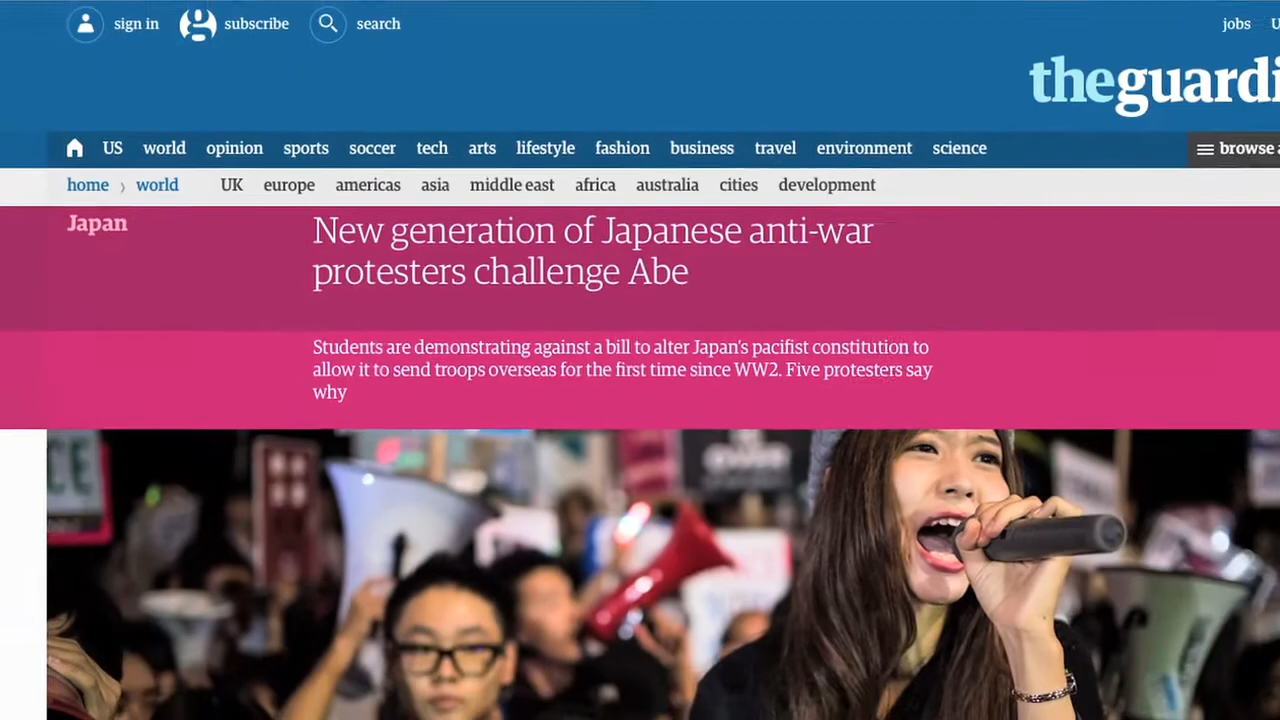 sign in subscribe search jobs
theguardi
US world opinion sports soccer tech arts lifestyle fashion business travel environment science browse
home › world UK europe americas asia middle east africa australia cities development
Japan
New generation of Japanese anti-war
protesters challenge Abe
Students are demonstrating against a bill to alter Japan's pacifist constitution to
allow it to send troops overseas for the first time since WW2. Five protesters say
why
CE